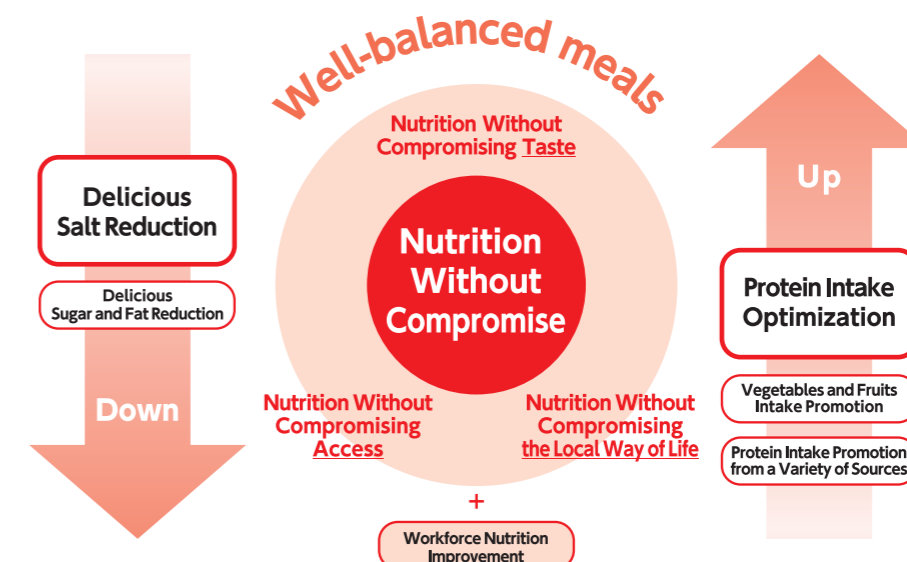 Well-balanced meals
Nutrition Without
Compromising Taste
Nutrition
Without
Compromise
Nutrition Without
Compromising
Access
Nutrition Without
Compromising
the Local Way of Life
+
Workforce Nutrition
Improvement
Delicious
Salt Reduction
Delicious
Sugar and Fat Reduction
Down
Up
Protein Intake
Optimization
Vegetables and Fruits
Intake Promotion
Protein Intake Promotion
from a Variety of Sources